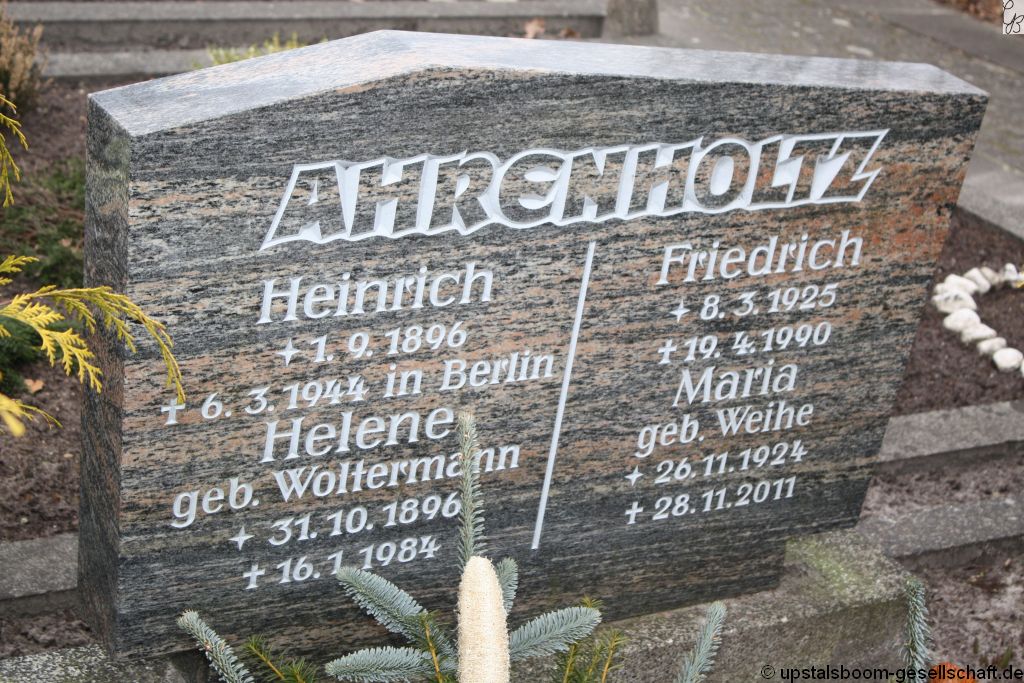 AHRENHOLTZ
Heinrich
✦ 1. 9. 1896
✝ 6. 3. 1944 in Berlin
Helene
geb. Woltermann
✦ 31. 10. 1896
✝ 16. 1. 1984
Friedrich
✦ 8. 3. 1925
✝ 19. 4. 1990
Maria
geb. Weihe
✦ 26. 11. 1924
✝ 28. 11. 2011
© upstalsboom-gesellschaft.de